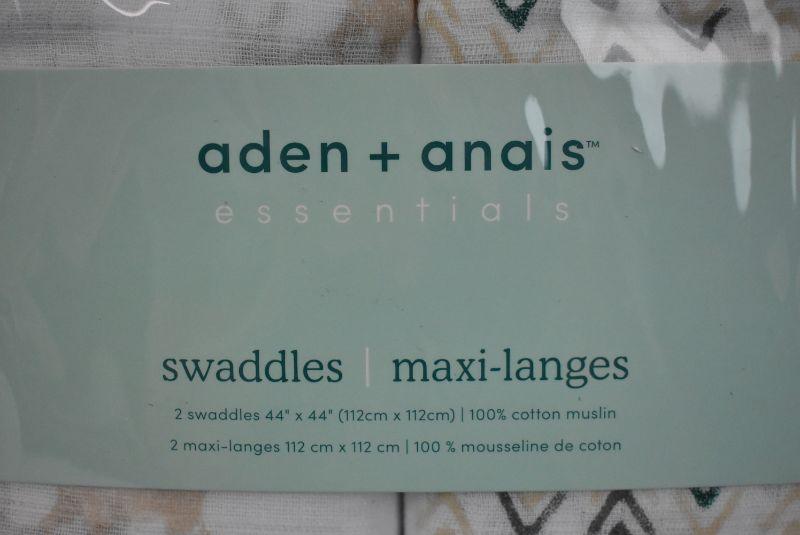 aden + anais™
essentials
swaddles | maxi-langes
2 swaddles 44" x 44" (112cm x 112cm) | 100% cotton muslin
2 maxi-langes 112 cm x 112 cm | 100 % mousseline de coton